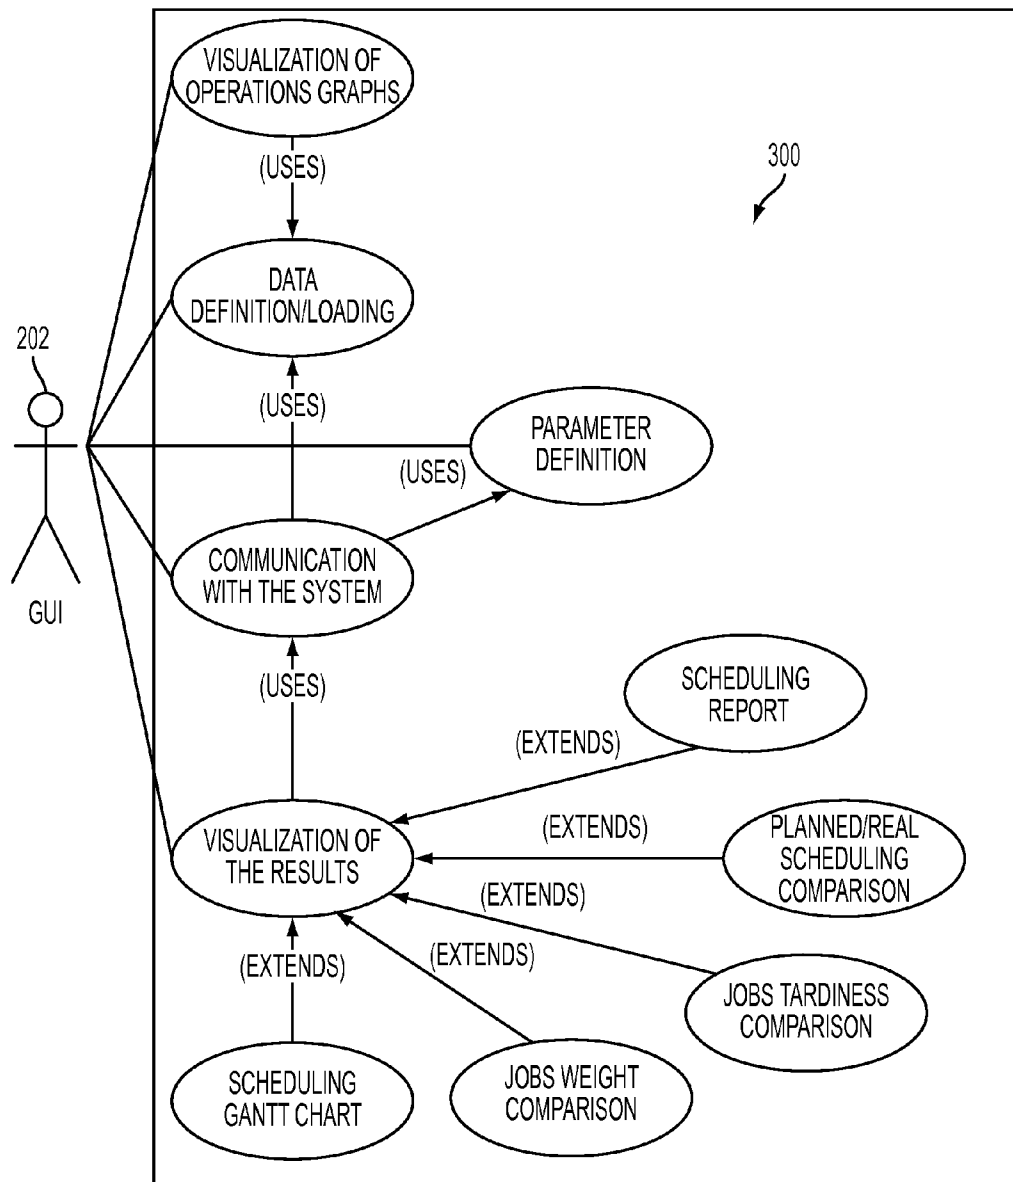 VISUALIZATION OF
OPERATIONS GRAPHS
(USES)
300
DATA
DEFINITION/LOADING
202
(USES)
PARAMETER
DEFINITION
(USES)
COMMUNICATION
WITH THE SYSTEM
GUI
(USES)
SCHEDULING
REPORT
(EXTENDS)
VISUALIZATION OF
THE RESULTS
(EXTENDS)
PLANNED/REAL
SCHEDULING
COMPARISON
(EXTENDS)
(EXTENDS)
(EXTENDS)
JOBS TARDINESS
COMPARISON
SCHEDULING
GANTT CHART
JOBS WEIGHT
COMPARISON